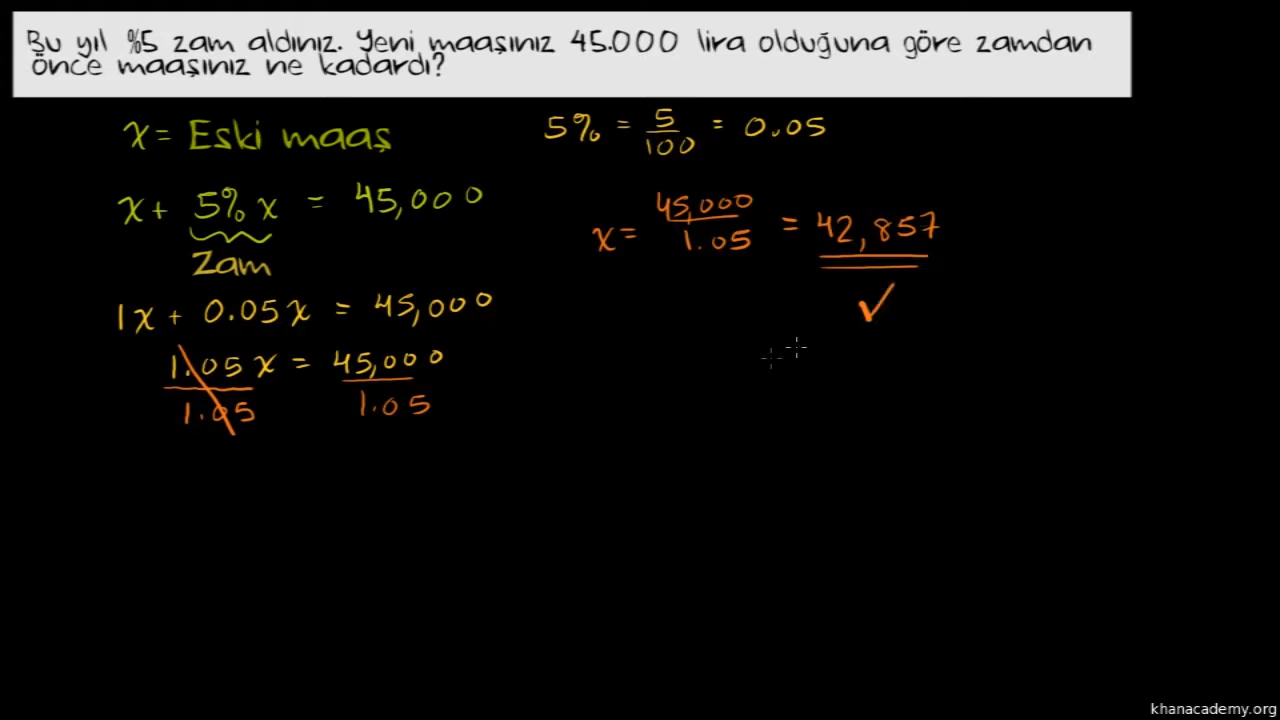 Bu yıl %5 zam aldınız. Yeni maaşınız 45.000 lira olduğuna göre zamdan
önce maaşınız ne kadardı?
x = Eski maaş
5% = 5/100 = 0.05
x + 5% x = 45,000
Zam
x = 45,000/1.05 = 42,857
1x + 0.05x = 45,000
1.05x/1.05 = 45,000/1.05
khanacademy.org